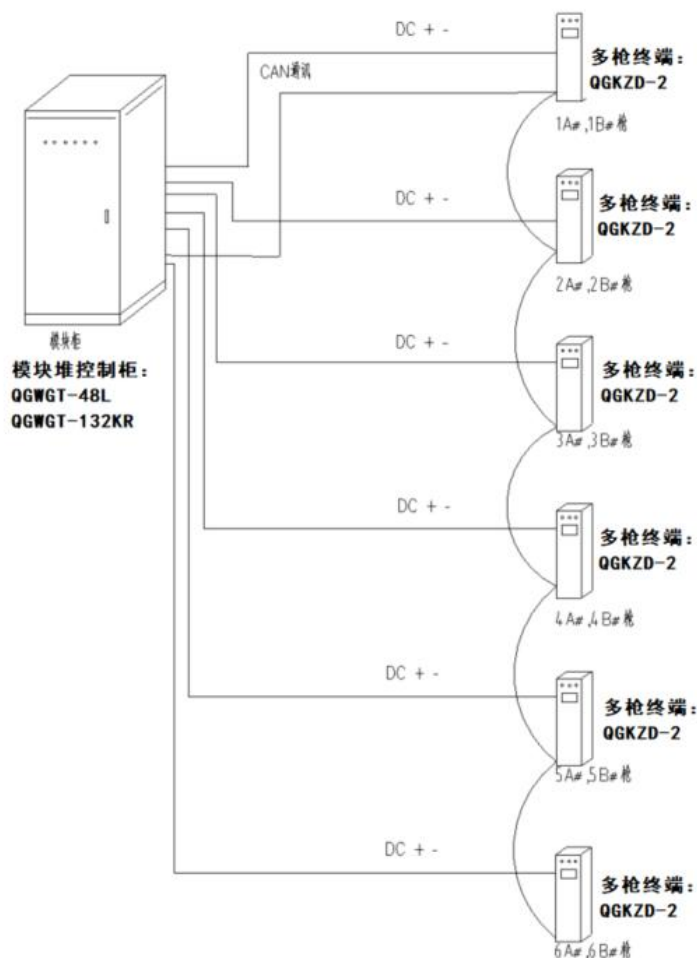 DC + -
CAN通讯
多枪终端：
QGKZD-2
1A#,1B#枪
DC + -
多枪终端：
QGKZD-2
2A#,2B#枪
模块柜
模块堆控制柜：
QGWGT-48L
QGWGT-132KR
DC + -
多枪终端：
QGKZD-2
3A#,3B#枪
DC + -
多枪终端：
QGKZD-2
4A#,4B#枪
DC + -
多枪终端：
QGKZD-2
5A#,5B#枪
DC + -
多枪终端：
QGKZD-2
6A#,6B#枪